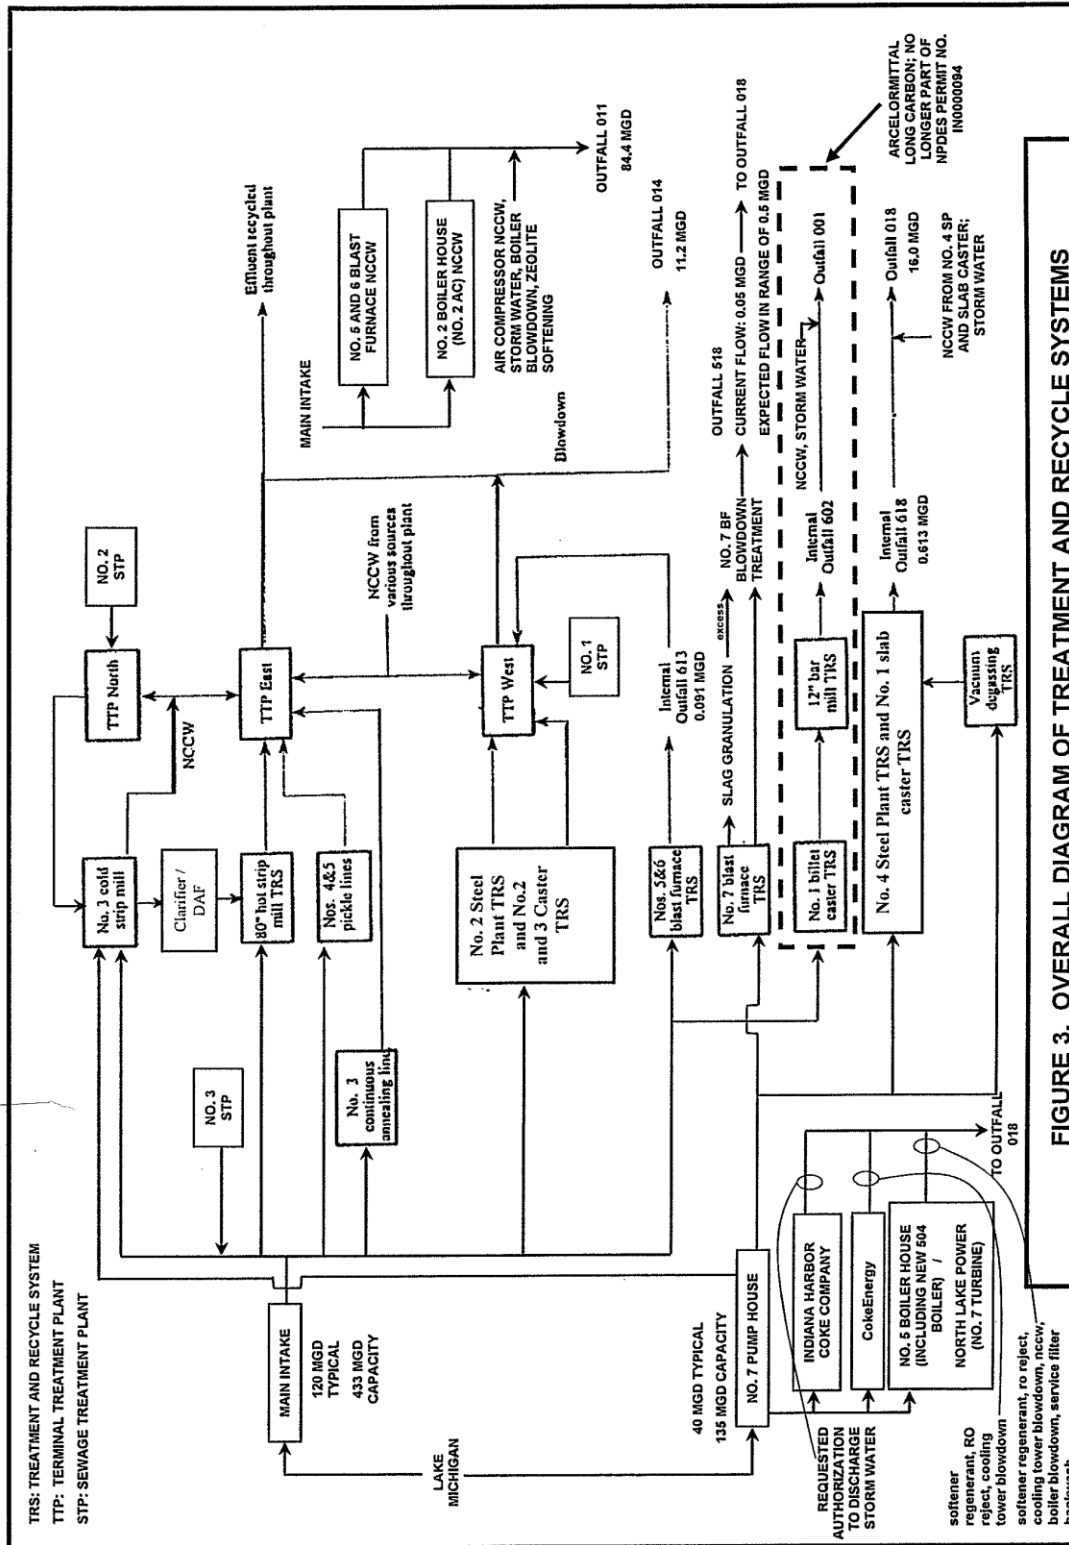 TRS: TREATMENT AND RECYCLE SYSTEM
TTP: TERMINAL TREATMENT PLANT
STP: SEWAGE TREATMENT PLANT
LAKE
MICHIGAN
MAIN INTAKE
120 MGD
TYPICAL
433 MGD
CAPACITY
NO. 3
STP
No. 3 cold
strip mill
Clarifier /
DAF
80" hot strip
mill TRS
Nos. 4&5
pickle lines
No. 3
continuous
annealing line
NCCW
TTP North
NO. 2
STP
TTP East
Effluent recycled
throughout plant
NCCW from
various sources
throughout plant
No. 2 Steel
Plant TRS
and No.2
and 3 Caster
TRS
TTP West
NO. 1
STP
Blowdown
OUTFALL 014
11.2 MGD
MAIN INTAKE
NO. 5 AND 6 BLAST
FURNACE NCCW
NO. 2 BOILER HOUSE
(NO. 2 AC) NCCW
AIR COMPRESSOR NCCW,
STORM WATER, BOILER
BLOWDOWN, ZEOLITE
SOFTENING
OUTFALL 011
84.4 MGD
Nos. 5&6
blast furnace
TRS
Internal
Outfall 613
0.091 MGD
No. 7 blast
furnace
TRS
SLAG GRANULATION
excess
NO. 7 BF
BLOWDOWN
TREATMENT
OUTFALL 518
CURRENT FLOW: 0.05 MGD
TO OUTFALL 018
EXPECTED FLOW IN RANGE OF 0.5 MGD
No. 1 billet
caster TRS
12" bar
mill TRS
Internal
Outfall 602
NCCW, STORM WATER
Outfall 001
ARCELORMITTAL
LONG CARBON; NO
LONGER PART OF
NPDES PERMIT NO.
IN0000094
No. 4 Steel Plant TRS and No. 1 slab
caster TRS
Internal
Outfall 618
0.613 MGD
Outfall 018
16.0 MGD
NCCW FROM NO. 4 SP
AND SLAB CASTER;
STORM WATER
Vacuum
degassing
TRS
NO. 7 PUMP HOUSE
40 MGD TYPICAL
135 MGD CAPACITY
REQUESTED
AUTHORIZATION
TO DISCHARGE
STORM WATER
INDIANA HARBOR
COKE COMPANY
CokeEnergy
NO. 5 BOILER HOUSE
(INCLUDING NEW 504
BOILER) /
NORTH LAKE POWER
(NO. 7 TURBINE)
TO OUTFALL
018
softener
regenerant, RO
reject, cooling
tower blowdown
softener regenerant, ro reject,
cooling tower blowdown, nccw,
boiler blowdown, service filter
backwash
FIGURE 3. OVERALL DIAGRAM OF TREATMENT AND RECYCLE SYSTEMS